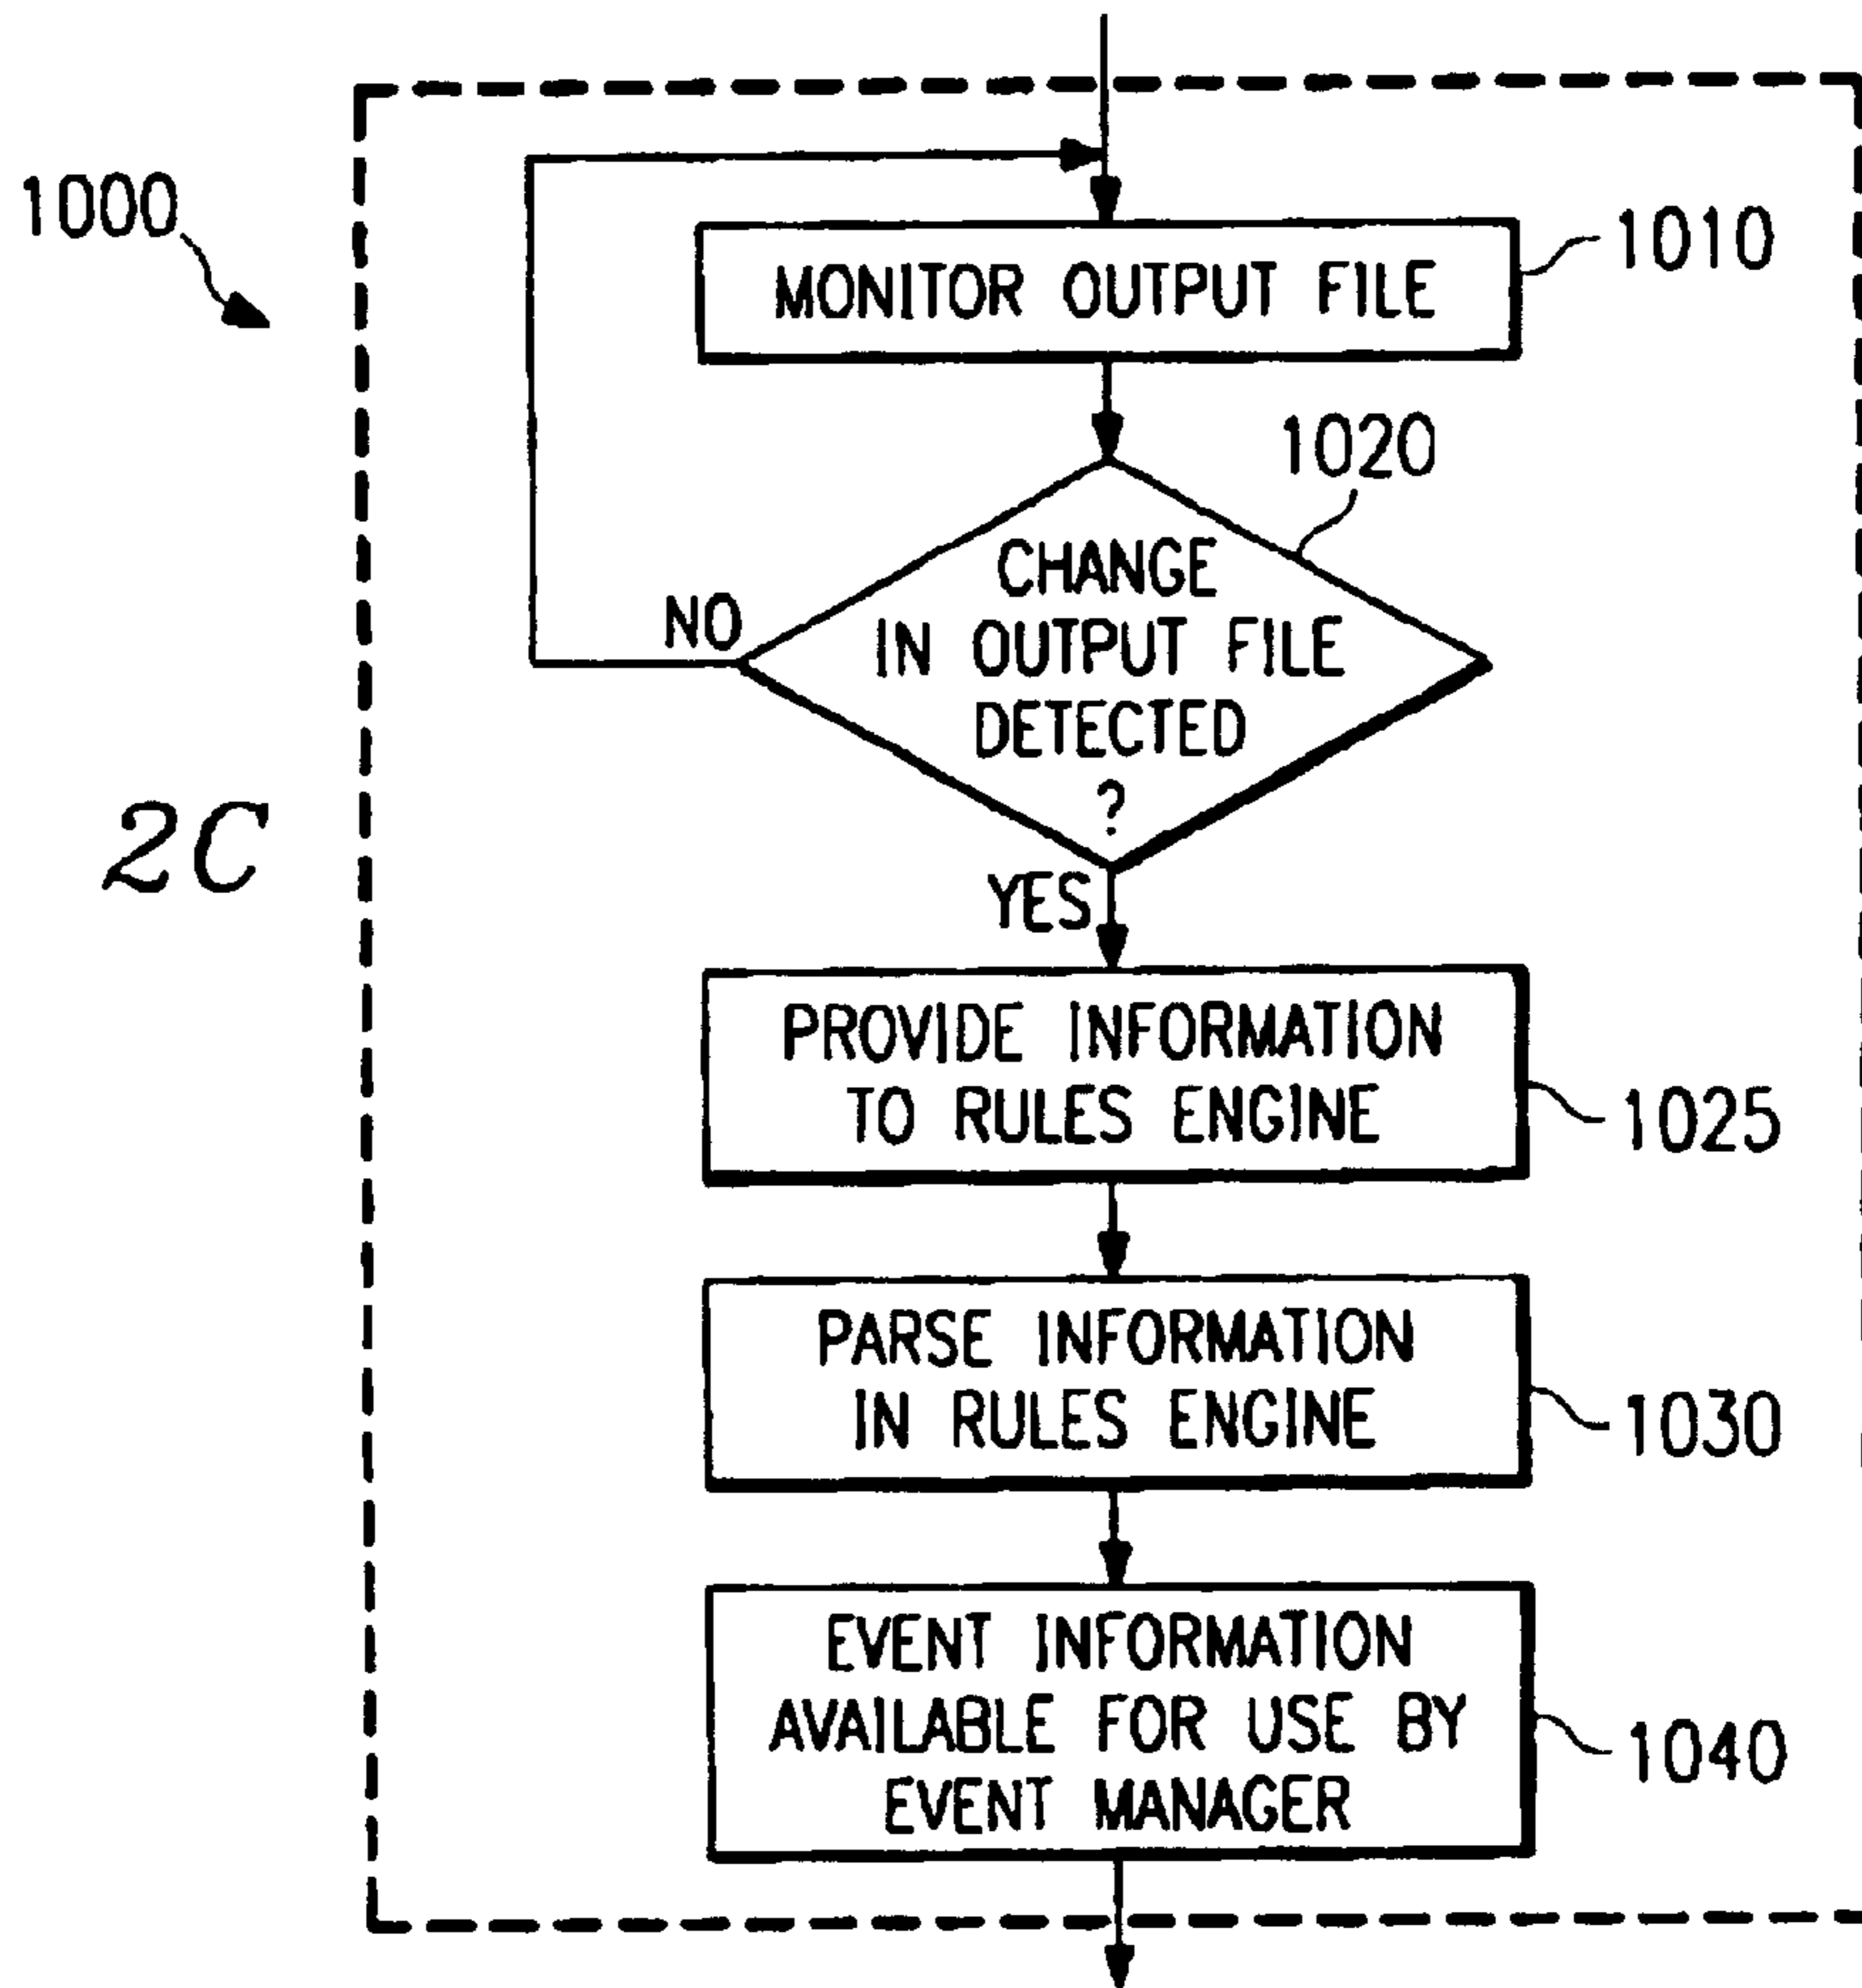 1000
1010
MONITOR OUTPUT FILE
1020
CHANGE
IN OUTPUT FILE
DETECTED
?
NO
2C
YES
PROVIDE INFORMATION
TO RULES ENGINE
1025
PARSE INFORMATION
IN RULES ENGINE
1030
EVENT INFORMATION
AVAILABLE FOR USE BY
EVENT MANAGER
1040